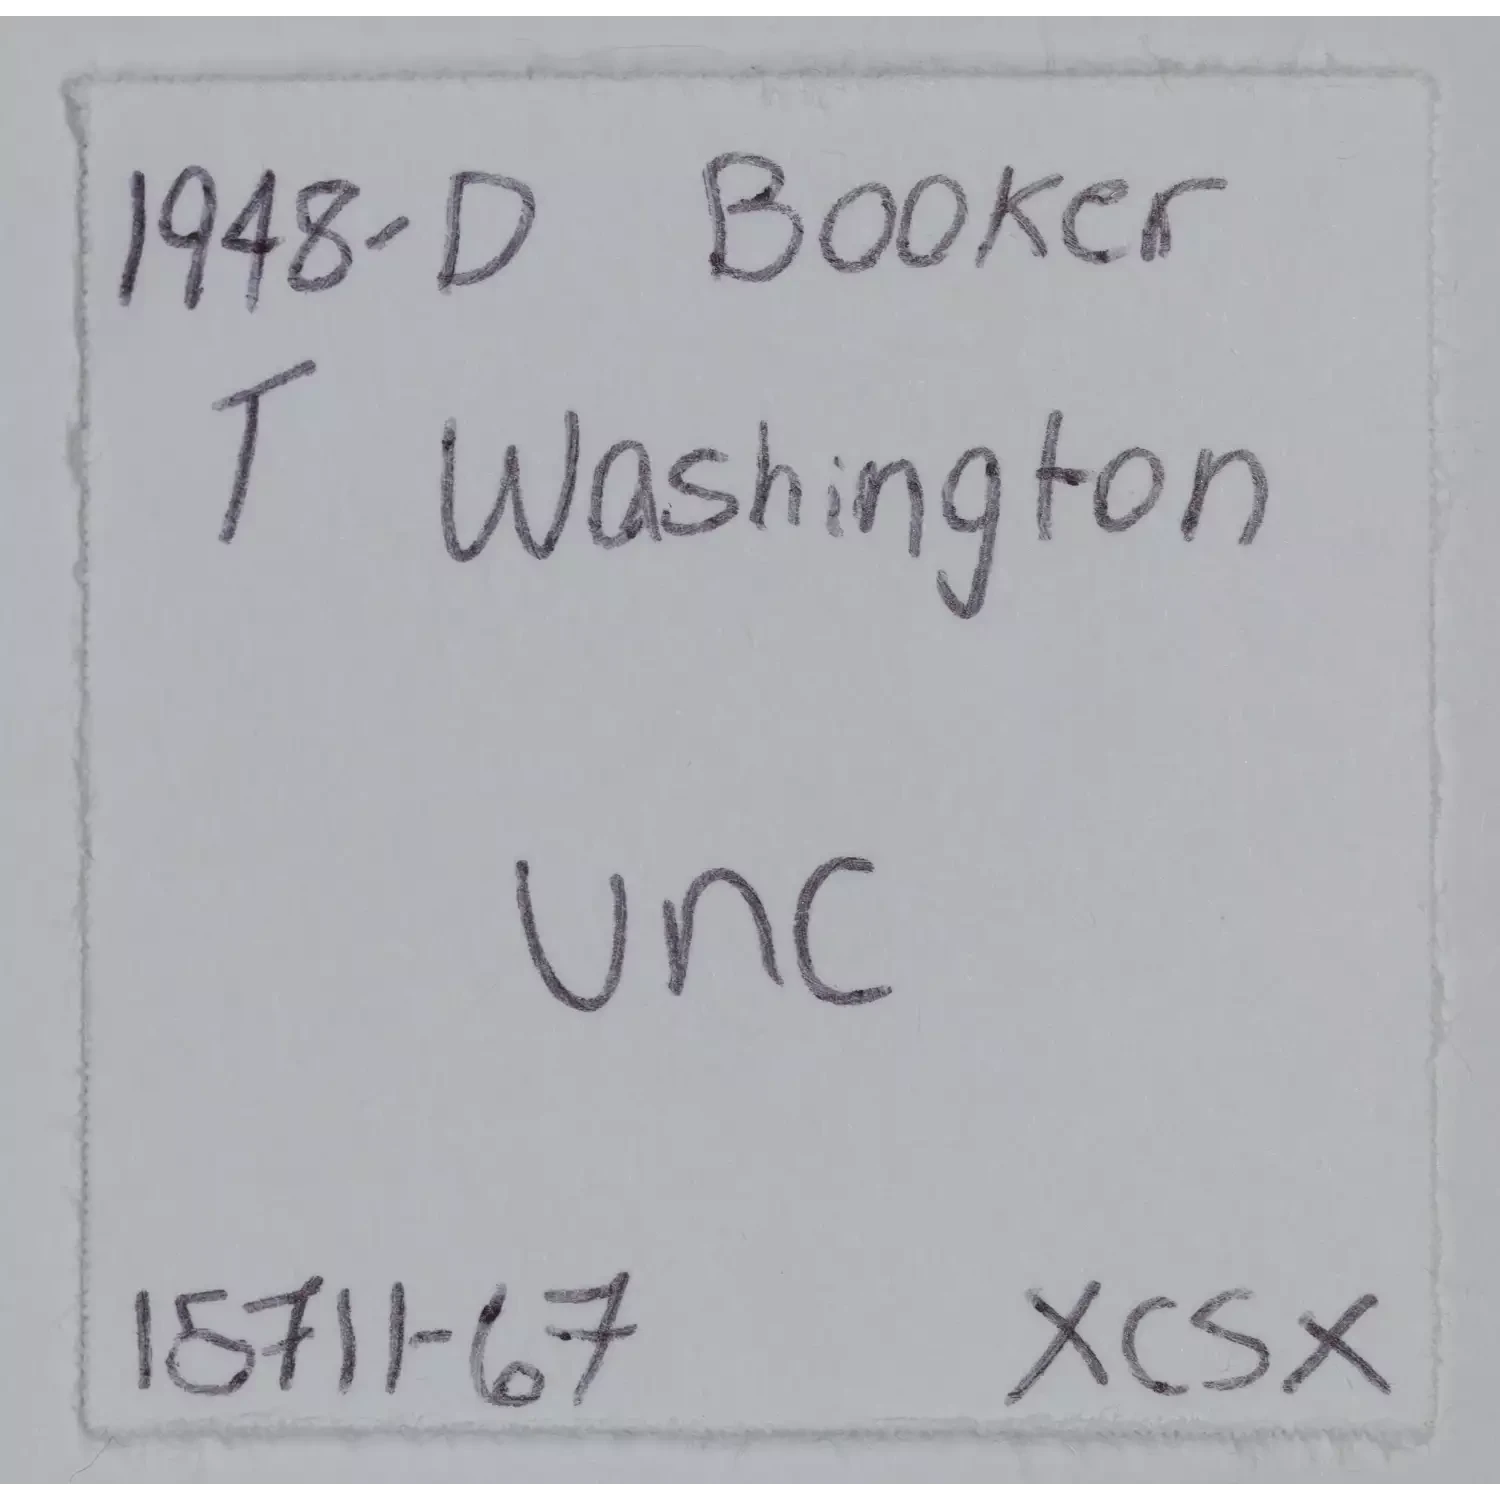 1948-D Booker
T Washington
Unc
15711-67 XCSX